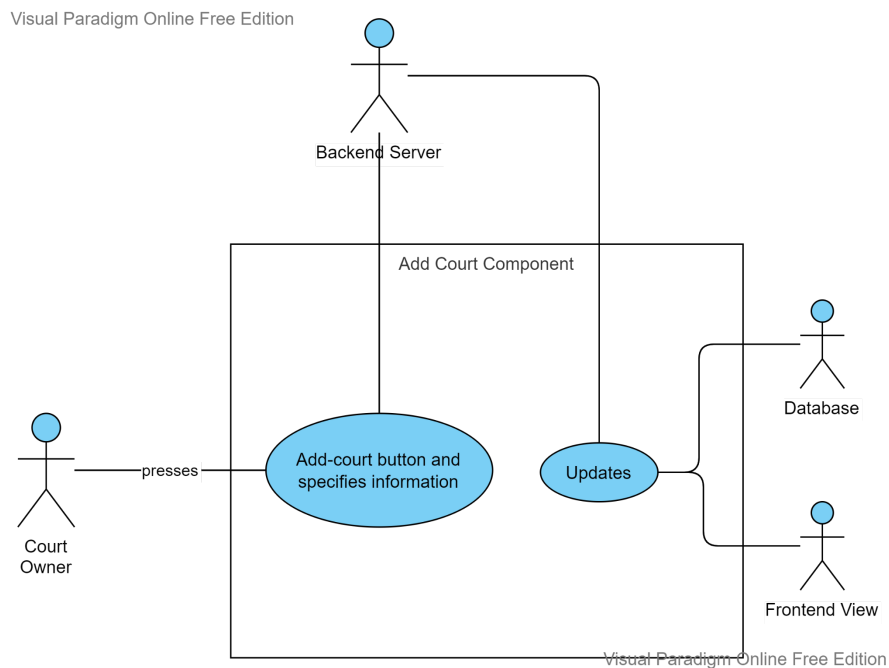 Visual Paradigm Online Free Edition
Backend Server
Add Court Component
Database
Add-court button and
specifies information
presses
Updates
Court
Owner
Frontend View
Visual Paradigm Online Free Edition